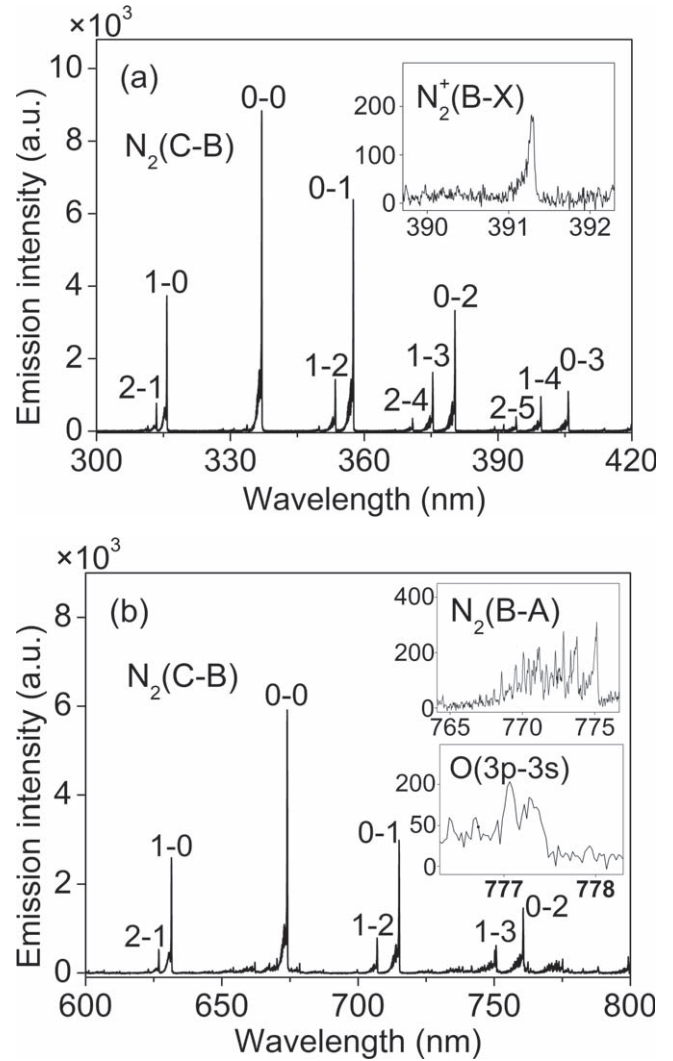 ×10³
(a)
Emission intensity (a.u.)
10
8
6
4
2
0
N₂(C-B)
2-1
1-0
0-0
1-2
0-1
2-4
1-3
0-2
2-5
1-4
0-3
300 330 360 390 420
Wavelength (nm)
N₂⁺(B-X)
200
100
0
390 391 392
×10³
(b)
Emission intensity (a.u.)
8
6
4
2
0
N₂(C-B)
2-1
1-0
0-0
1-2
0-1
1-3
0-2
600 650 700 750 800
Wavelength (nm)
N₂(B-A)
400
200
0
765 770 775
O(3p-3s)
200
100
50
0
777 778